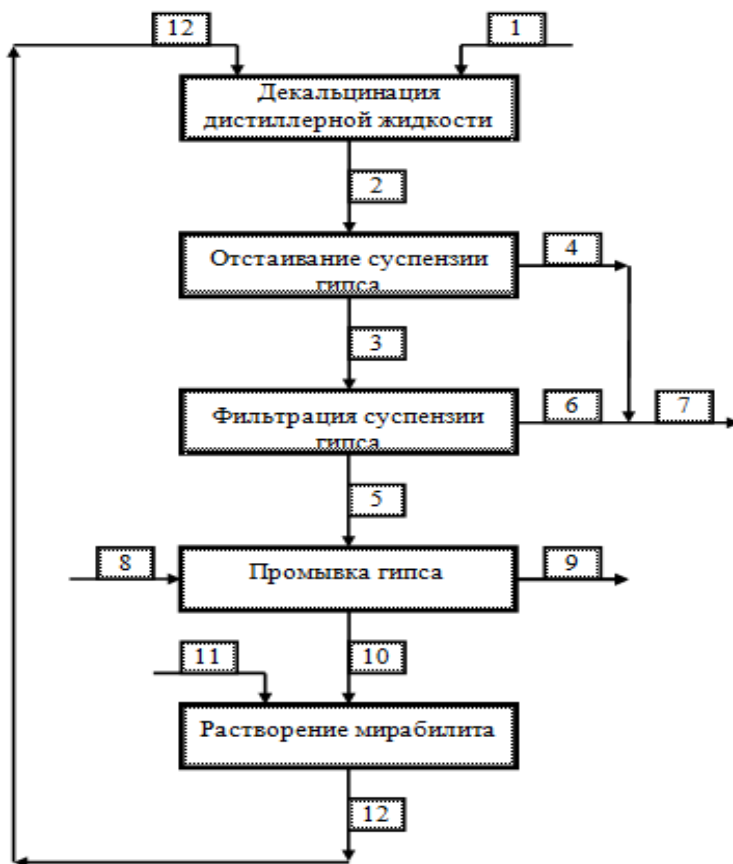 12 1
Декальцинация
дистиллерной жидкости
2
Отстаивание суспензии
гипса
4
3
Фильтрация суспензии
гипса
6 7
5
8
Промывка гипса
9
11 10
Растворение мирабилита
12